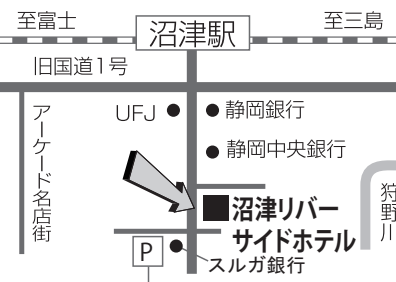 至富士
沼津駅
至三島
旧国道1号
UFJ
静岡銀行
静岡中央銀行
アーケード名店街
狩野川
沼津リバー
サイドホテル
P
スルガ銀行